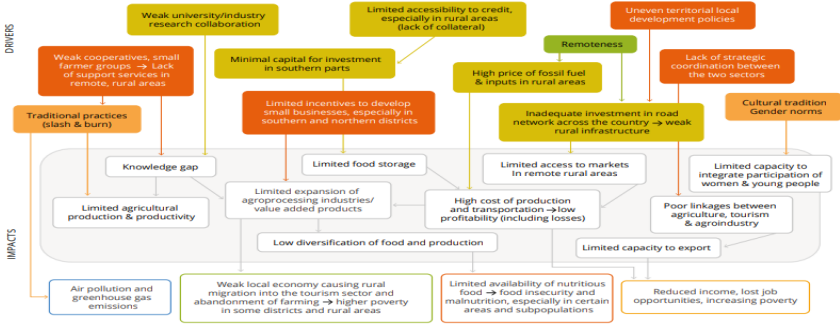 DRIVERS
Weak university/industry
research collaboration
Limited accessibility to credit,
especially in rural areas
(lack of collateral)
Uneven territorial local
development policies
Remoteness
Weak cooperatives, small
farmer groups → Lack
of support services in
remote, rural areas
Minimal capital for investment
in southern parts
High price of fossil fuel
& inputs in rural areas
Lack of strategic
coordination between
the two sectors
Traditional practices
(slash & burn)
Limited incentives to develop
small businesses, especially in
southern and northern districts
Inadequate investment in road
network across the country → weak
rural infrastructure
Cultural tradition
Gender norms
Knowledge gap
Limited food storage
Limited access to markets
In remote rural areas
Limited capacity to
integrate participation of
women & young people
Limited agricultural
production & productivity
Limited expansion of
agroprocessing industries/
value added products
High cost of production
and transportation → low
profitability (including losses)
Poor linkages between
agriculture, tourism
& agroindustry
Low diversification of food and production
Limited capacity to export
IMPACTS
Air pollution and
greenhouse gas
emissions
Weak local economy causing rural
migration into the tourism sector and
abandonment of farming → higher poverty
in some districts and rural areas
Limited availability of nutritious
food → food insecurity and
malnutrition, especially in certain
areas and subpopulations
Reduced income, lost job
opportunities, increasing poverty